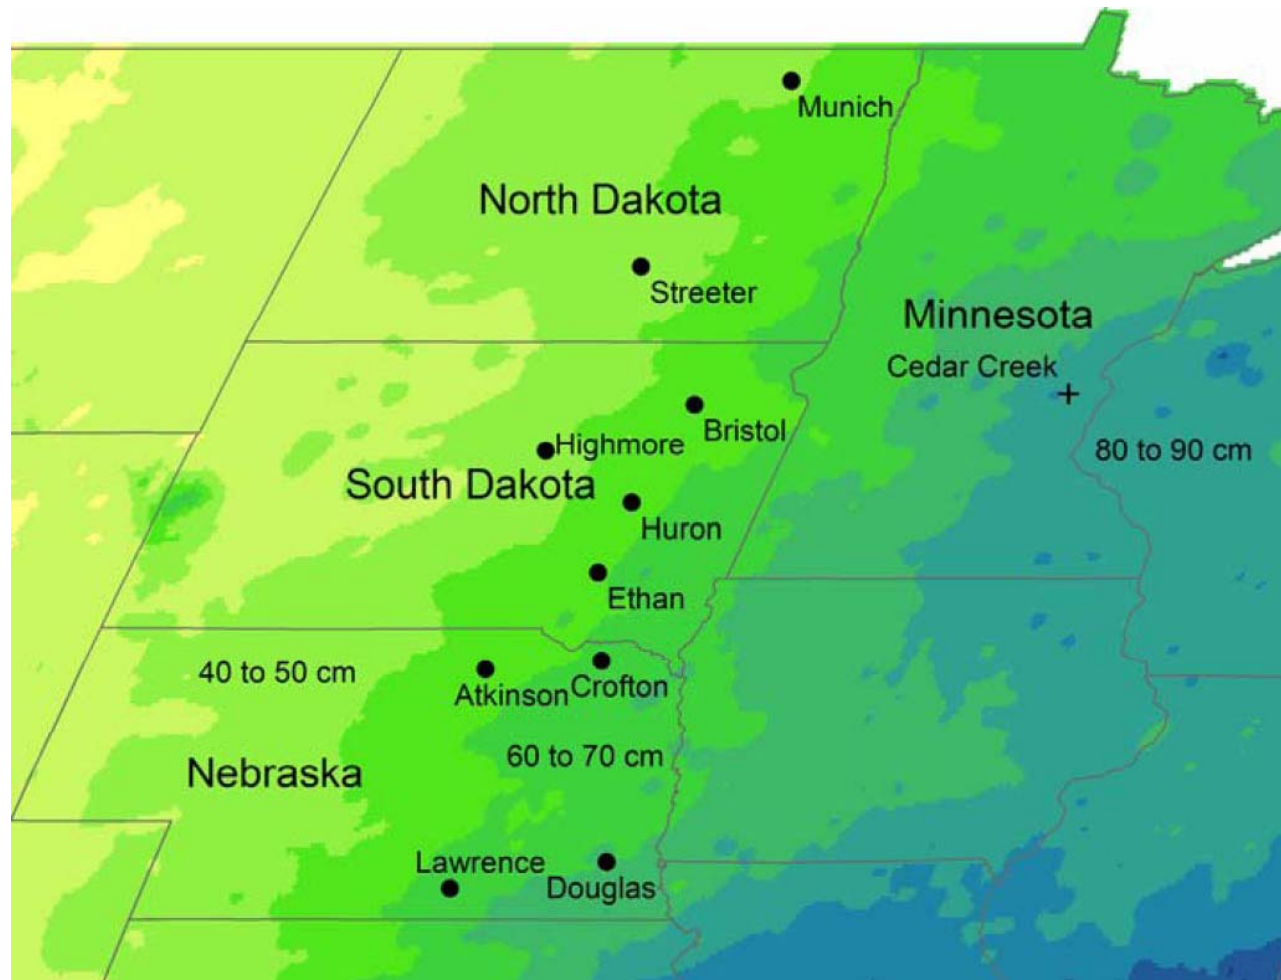 Munich
North Dakota
Streeter
Minnesota
Cedar Creek
Bristol
Highmore
80 to 90 cm
South Dakota
Huron
Ethan
40 to 50 cm
Atkinson
Crofton
60 to 70 cm
Nebraska
Lawrence
Douglas